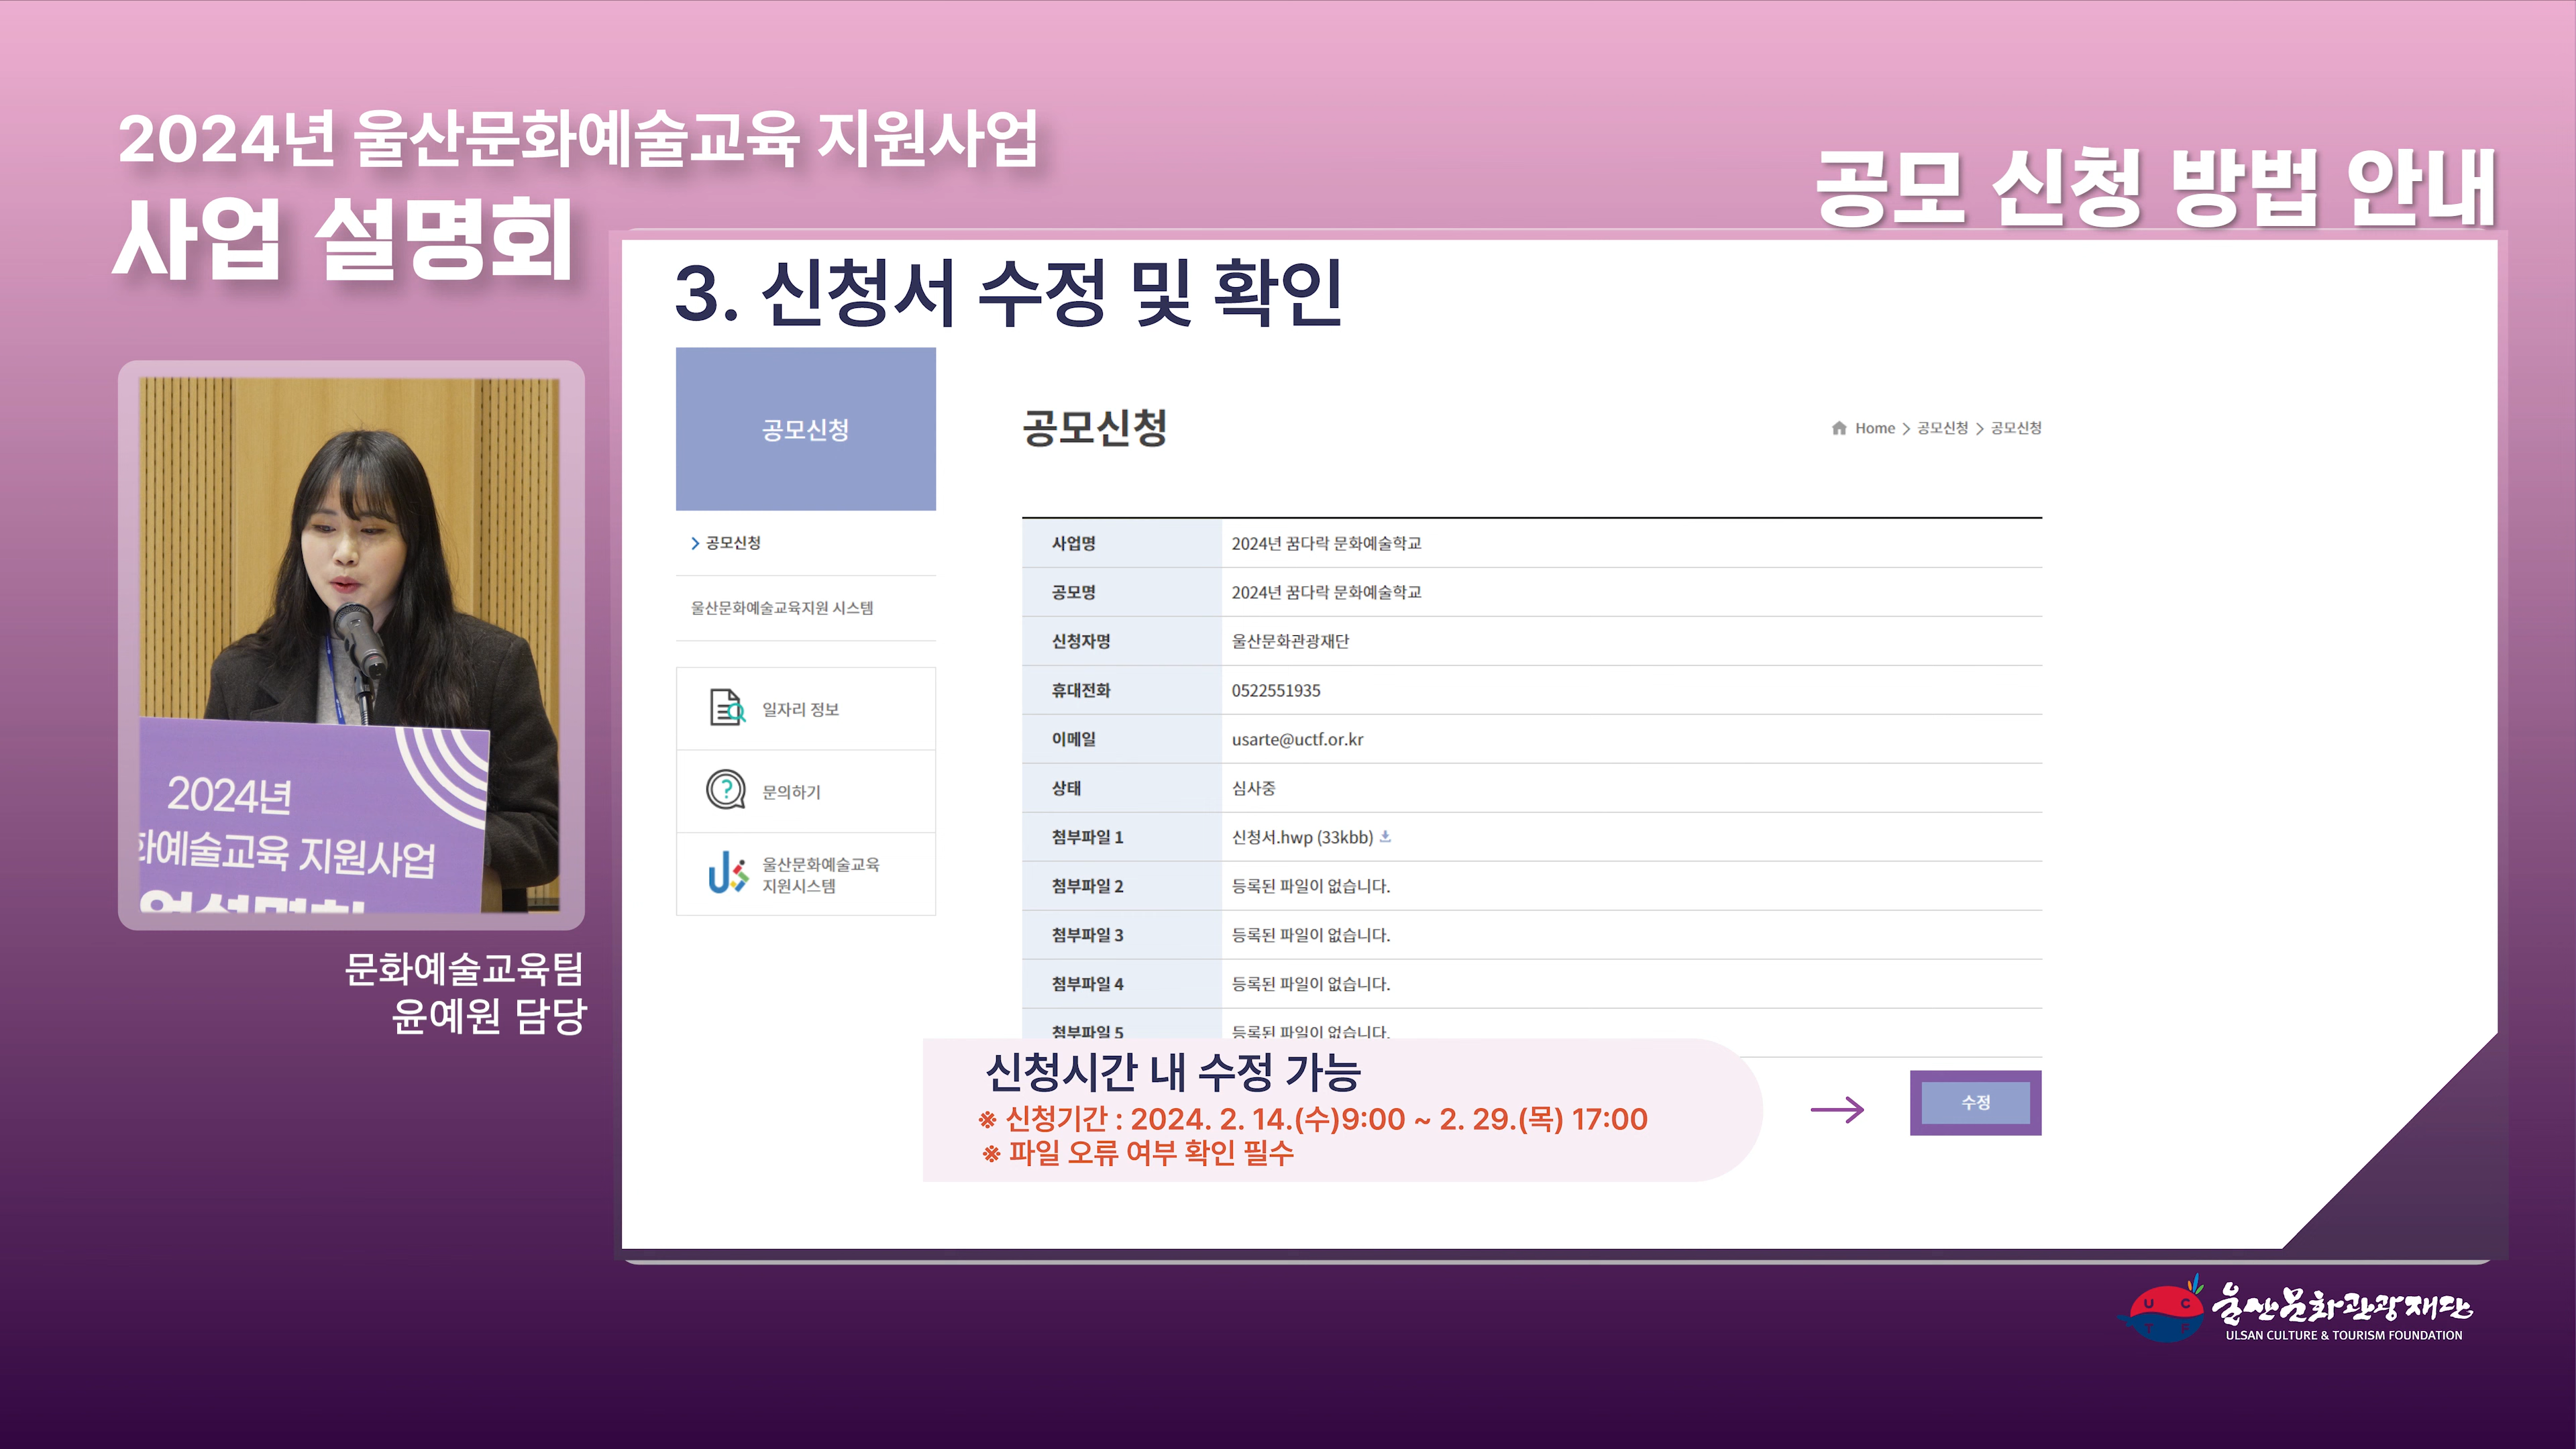 2024년 울산문화예술교육 지원사업
사업 설명회
공모 신청 방법 안내
3. 신청서 수정 및 확인
공모신청
공모신청
울산문화예술교육지원 시스템
일자리 정보
문의하기
울산문화예술교육
지원시스템
공모신청
Home > 공모신청 > 공모신청
사업명 2024년 꿈다락 문화예술학교
공모명 2024년 꿈다락 문화예술학교
신청자명 울산문화관광재단
휴대전화 0522551935
이메일 usarte@uctf.or.kr
상태 심사중
첨부파일 1 신청서.hwp (33kbb)
첨부파일 2 등록된 파일이 없습니다.
첨부파일 3 등록된 파일이 없습니다.
첨부파일 4 등록된 파일이 없습니다.
첨부파일 5 등록된 파일이 없습니다.
신청시간 내 수정 가능
※ 신청기간 : 2024. 2. 14.(수)9:00 ~ 2. 29.(목) 17:00
※ 파일 오류 여부 확인 필수
수정
2024년
화예술교육 지원사업
업설명회
문화예술교육팀
윤예원 담당
U C
T F
울산문화관광재단
ULSAN CULTURE & TOURISM FOUNDATION